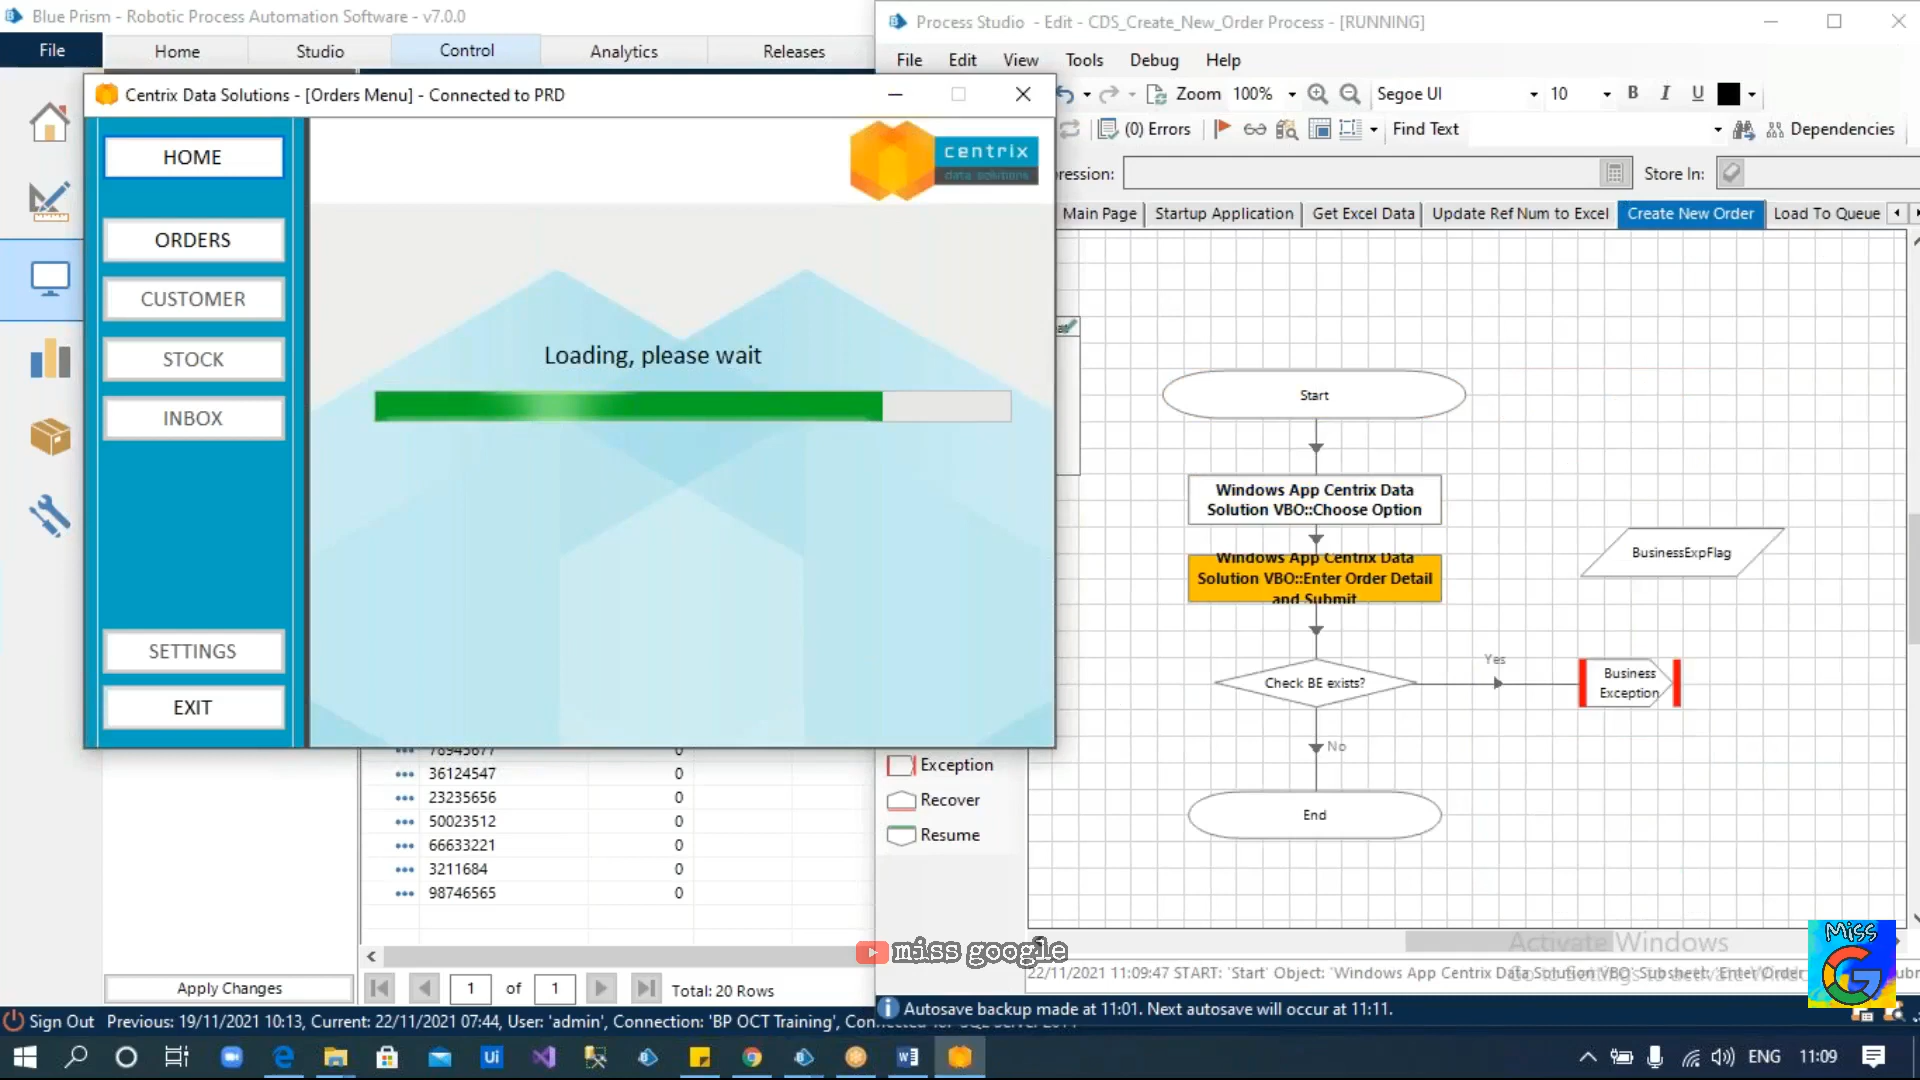 Blue Prism - Robotic Process Automation Software - v7.0.0
File
Home
Studio
Control
Analytics
Releases
Process Studio - Edit - CDS_Create_New_Order Process - [RUNNING]
File Edit View Tools Debug Help
Zoom 100%
Segoe UI
10
B I U
(0) Errors
Find Text
Dependencies
ression:
Store In:
Main Page
Startup Application
Get Excel Data
Update Ref Num to Excel
Create New Order
Load To Queue
Centrix Data Solutions - [Orders Menu] - Connected to PRD
centrix
data solutions
HOME
ORDERS
CUSTOMER
STOCK
INBOX
SETTINGS
EXIT
Loading, please wait
Start
Windows App Centrix Data
Solution VBO::Choose Option
Windows App Centrix Data
Solution VBO::Enter Order Detail
and Submit
BusinessExpFlag
Check BE exists?
Yes
Business
Exception
No
End
Exception
Recover
Resume
78945677 0
36124547 0
23235656 0
50023512 0
66633221 0
3211684 0
98746565 0
Apply Changes
1 of 1
Total: 20 Rows
miss google
Activate Windows
Miss
G
22/11/2021 11:09:47 START: 'Start' Object: 'Windows App Centrix Data Solution VBO' Subsheet: 'Enter Order
Autosave backup made at 11:01. Next autosave will occur at 11:11.
Sign Out Previous: 19/11/2021 10:13, Current: 22/11/2021 07:44, User: 'admin', Connection: 'BP OCT Training',
Ui
ENG
11:09